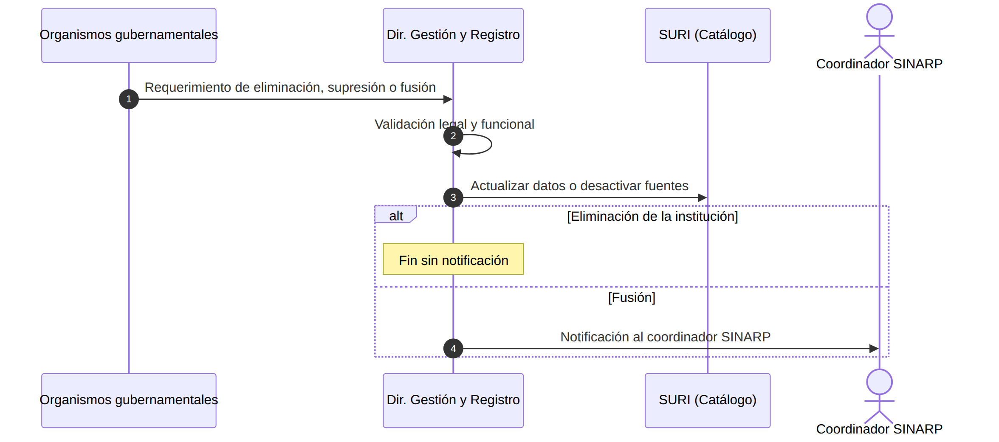 Organismos gubernamentales
Dir. Gestión y Registro
SURI (Catálogo)
Coordinador SINARP
Requerimiento de eliminación, supresión o fusión
1
Validación legal y funcional
2
Actualizar datos o desactivar fuentes
3
alt
[Eliminación de la institución]
Fin sin notificación
[Fusión]
Notificación al coordinador SINARP
4
Organismos gubernamentales
Dir. Gestión y Registro
SURI (Catálogo)
Coordinador SINARP